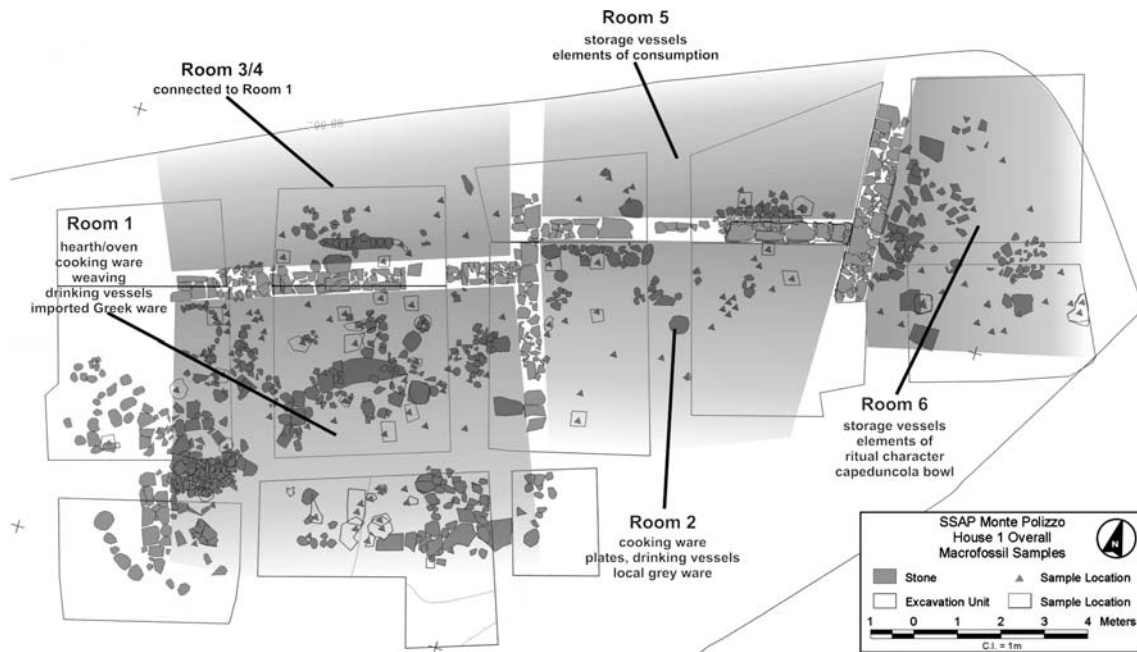 Room 5
storage vessels
elements of consumption
Room 3/4
connected to Room 1
Room 1
hearth/oven
cooking ware
weaving
drinking vessels
imported Greek ware
Room 6
storage vessels
elements of
ritual character
capeduncola bowl
Room 2
cooking ware
plates, drinking vessels
local grey ware
SSAP Monte Polizzo
House 1 Overall
Macrofossil Samples
N
Stone
Sample Location
Excavation Unit
Sample Location
1 0 1 2 3 4 Meters
C.I. = 1m